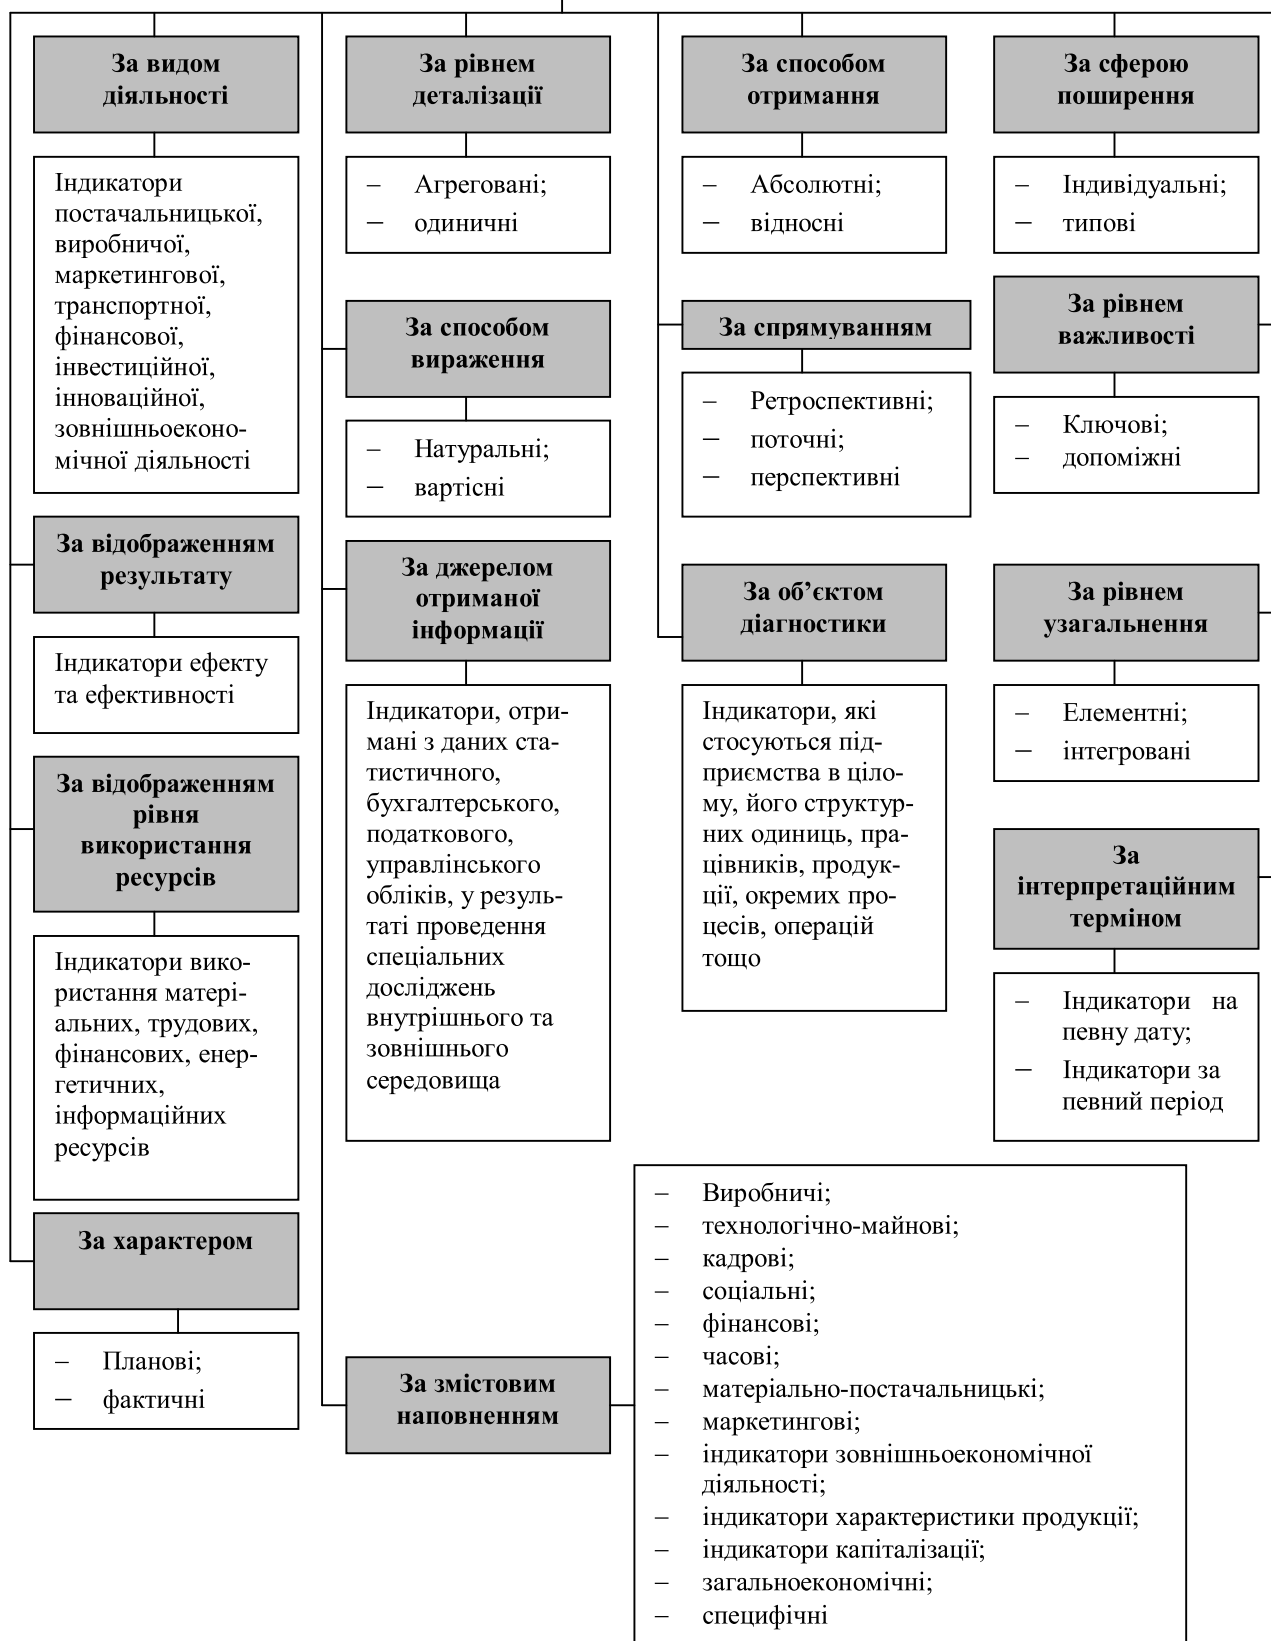 За видом
діяльності
Індикатори
постачальницької,
виробничої,
маркетингової,
транспортної,
фінансової,
інвестиційної,
інноваційної,
зовнішньоеконо-
мічної діяльності
За відображенням
результату
Індикатори ефекту
та ефективності
За відображенням
рівня
використання
ресурсів
Індикатори вико-
ристання матері-
альних, трудових,
фінансових, енер-
гетичних,
інформаційних
ресурсів
За характером
– Планові;
– фактичні
За рівнем
деталізації
– Агреговані;
– одиничні
За способом
вираження
– Натуральні;
– вартісні
За джерелом
отриманої
інформації
Індикатори, отри-
мані з даних ста-
тистичного,
бухгалтерського,
податкового,
управлінського
обліків, у резуль-
таті проведення
спеціальних
досліджень
внутрішнього та
зовнішнього
середовища
За змістовим
наповненням
– Виробничі;
– технологічно-майнові;
– кадрові;
– соціальні;
– фінансові;
– часові;
– матеріально-постачальницькі;
– маркетингові;
– індикатори зовнішньоекономічної
діяльності;
– індикатори характеристики продукції;
– індикатори капіталізації;
– загальноекономічні;
– специфічні
За способом
отримання
– Абсолютні;
– відносні
За спрямуванням
– Ретроспективні;
– поточні;
– перспективні
За об’єктом
діагностики
Індикатори, які
стосуються під-
приємства в ціло-
му, його структур-
них одиниць, пра-
цівників, продук-
ції, окремих про-
цесів, операцій
тощо
За сферою
поширення
– Індивідуальні;
– типові
За рівнем
важливості
– Ключові;
– допоміжні
За рівнем
узагальнення
– Елементні;
– інтегровані
За
інтерпретаційним
терміном
– Індикатори на
певну дату;
– Індикатори за
певний період